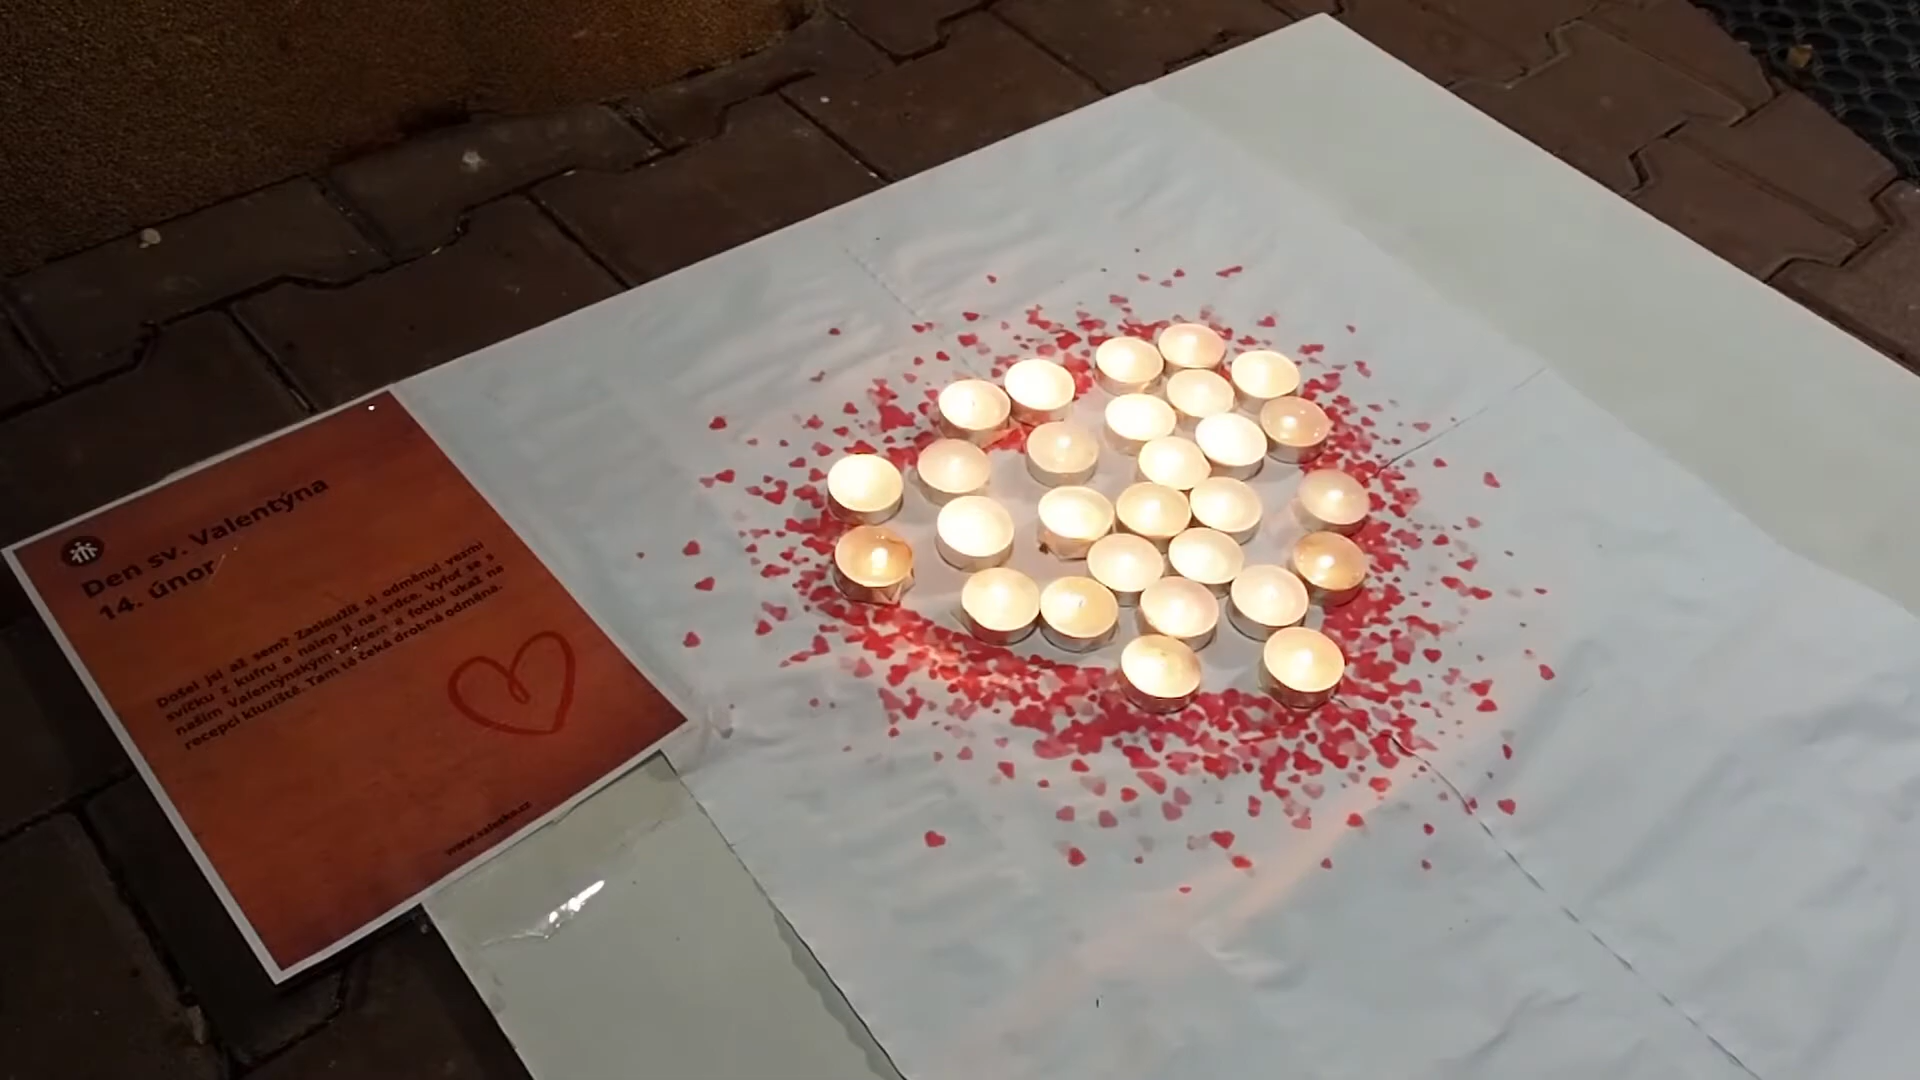 Den sv. Valentýna
14. únor
Došel jsi až sem? Zasloužíš si odměnu! vezmi
svíčku z kufru a nalep ji na srdce. Vyfoť se s
naším Valentýnským srdcem a fotku ukaž na
recepci kluziště. Tam tě čeká drobná odměna.